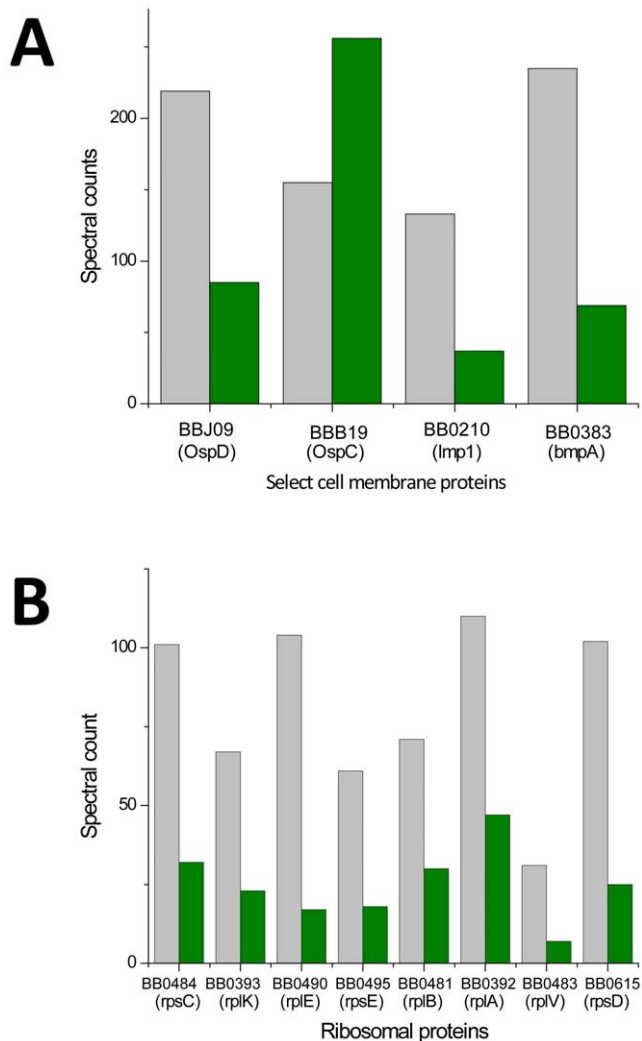 A
Spectral counts
200
100
0
BBJ09 BBB19 BB0210 BB0383
(OspD) (OspC) (lmp1) (bmpA)
Select cell membrane proteins
B
Spectral count
100
50
0
BB0484 BB0393 BB0490 BB0495 BB0481 BB0392 BB0483 BB0615
(rpsC) (rplK) (rplE) (rpsE) (rplB) (rplA) (rplV) (rpsD)
Ribosomal proteins